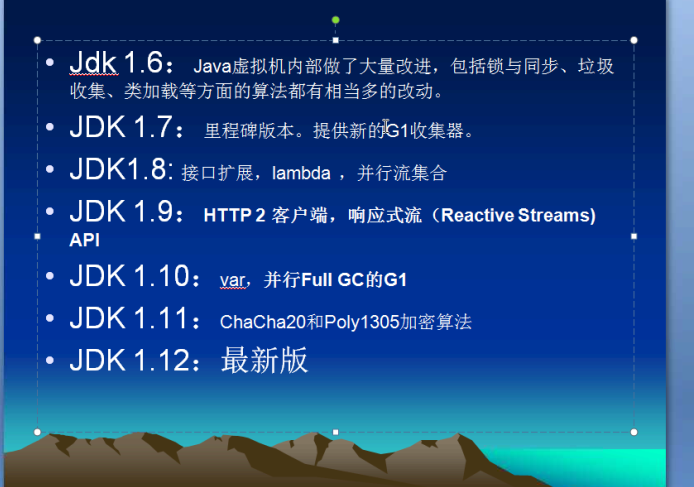 Jdk 1.6： Java虚拟机内部做了大量改进，包括锁与同步、垃圾
收集、类加载等方面的算法都有相当多的改动。
JDK 1.7： 里程碑版本。提供新的G1收集器。
JDK1.8: 接口扩展，lambda ，并行流集合
JDK 1.9： HTTP 2 客户端，响应式流（Reactive Streams)
API
JDK 1.10： var，并行Full GC的G1
JDK 1.11： ChaCha20和Poly1305加密算法
JDK 1.12： 最新版